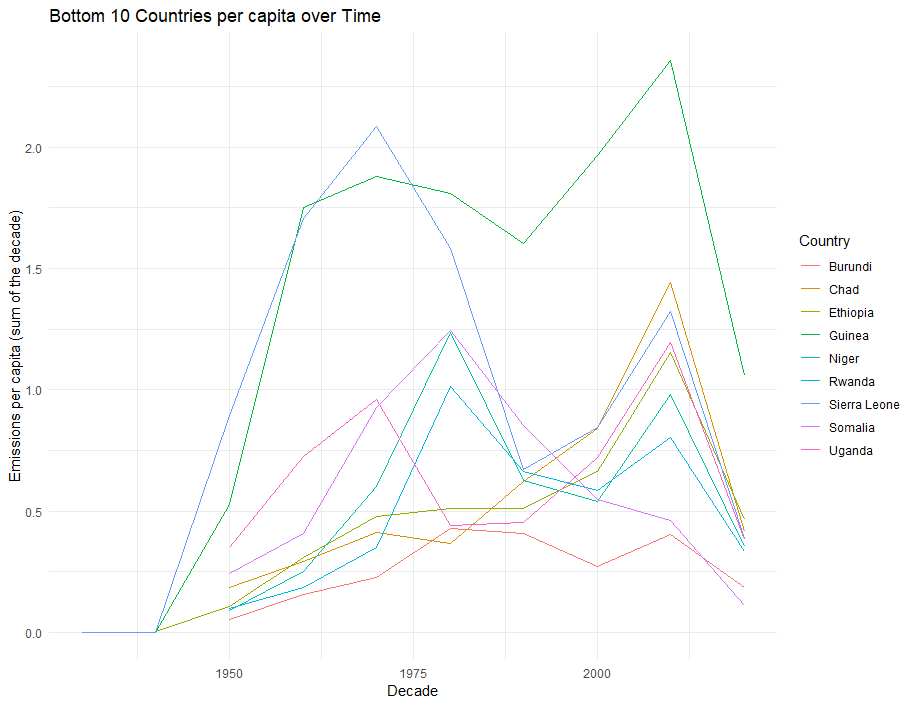 Bottom 10 Countries per capita over Time
Emissions per capita (sum of the decade)
2.0
1.5
1.0
0.5
0.0
1950
1975
2000
Decade
Country
Burundi
Chad
Ethiopia
Guinea
Niger
Rwanda
Sierra Leone
Somalia
Uganda